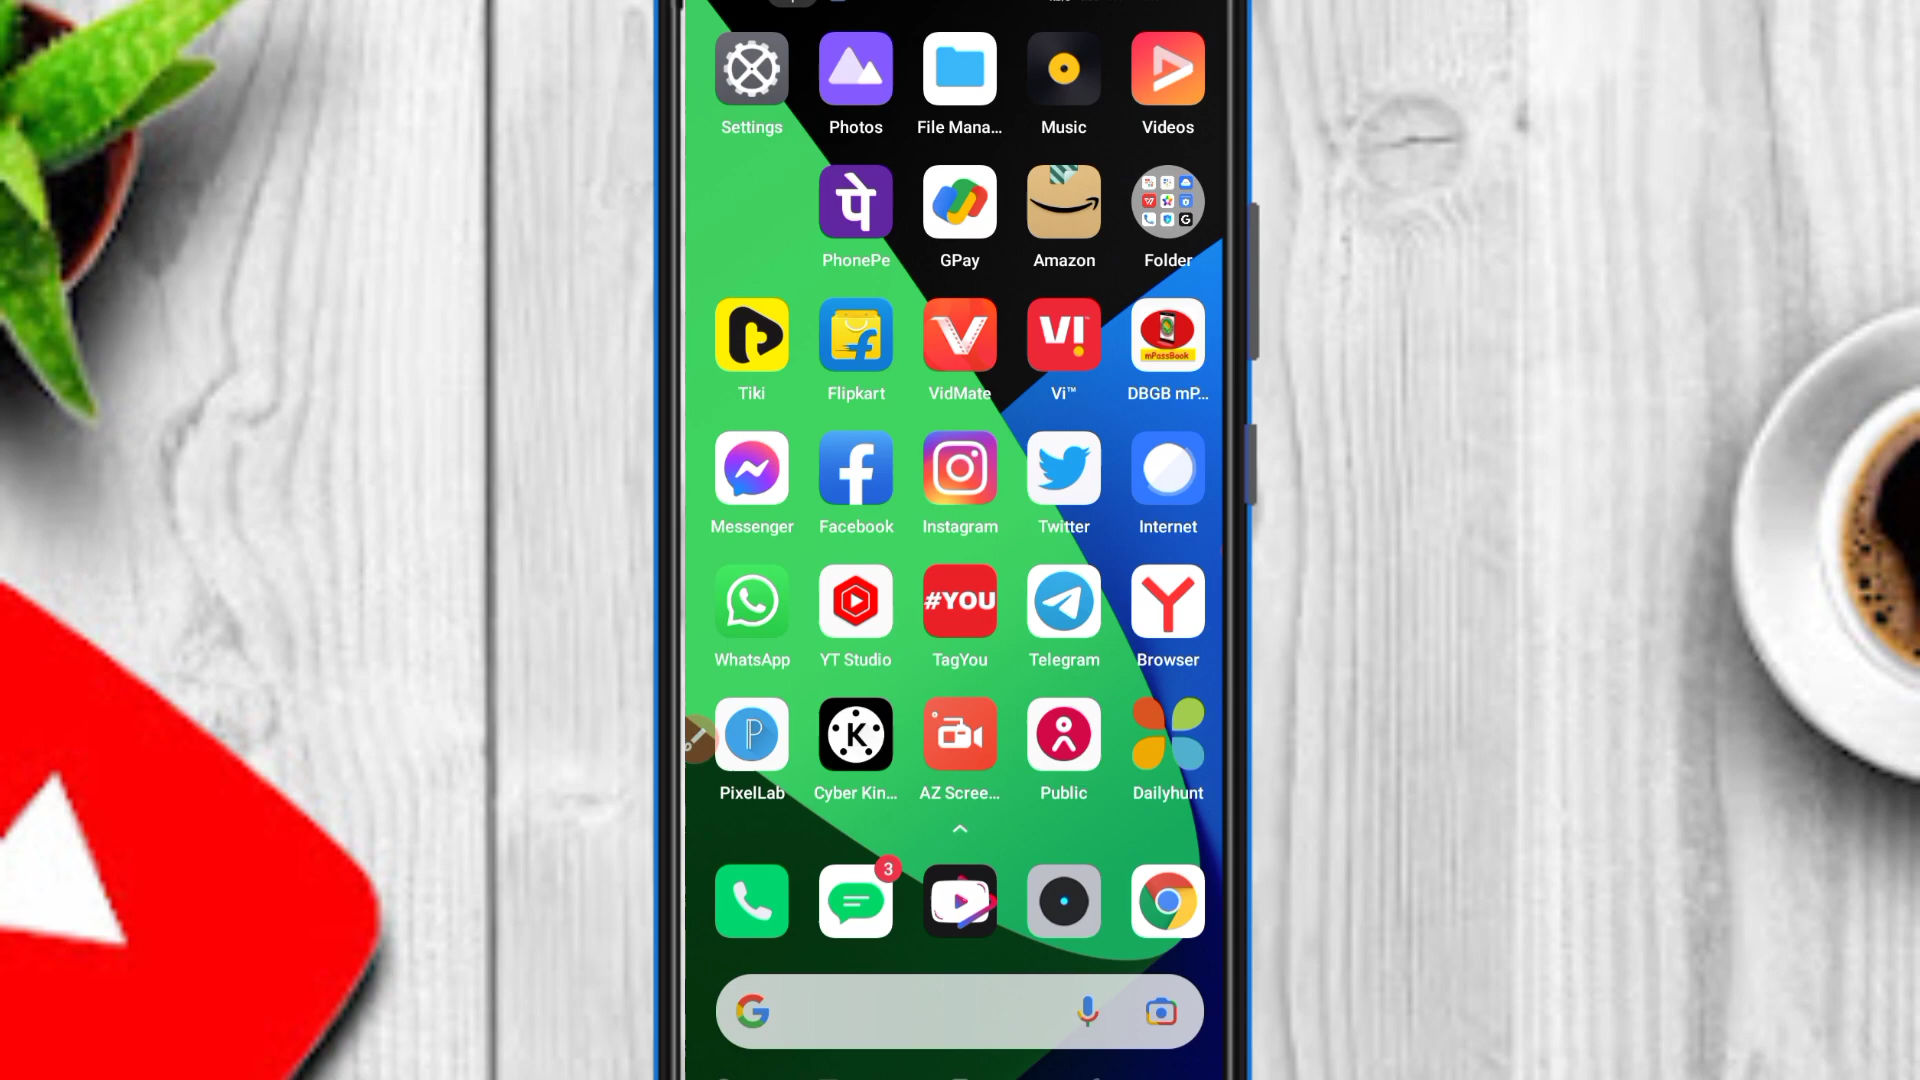 Settings Photos File Mana... Music Videos
पे
PhonePe GPay Amazon Folder
VI
mPassBook
Tiki Flipkart VidMate Vi™ DBGB mP...
Messenger Facebook Instagram Twitter Internet
#YOU
WhatsApp YT Studio TagYou Telegram Browser
P K
PixelLab Cyber Kin... AZ Scree... Public Dailyhunt
3
G